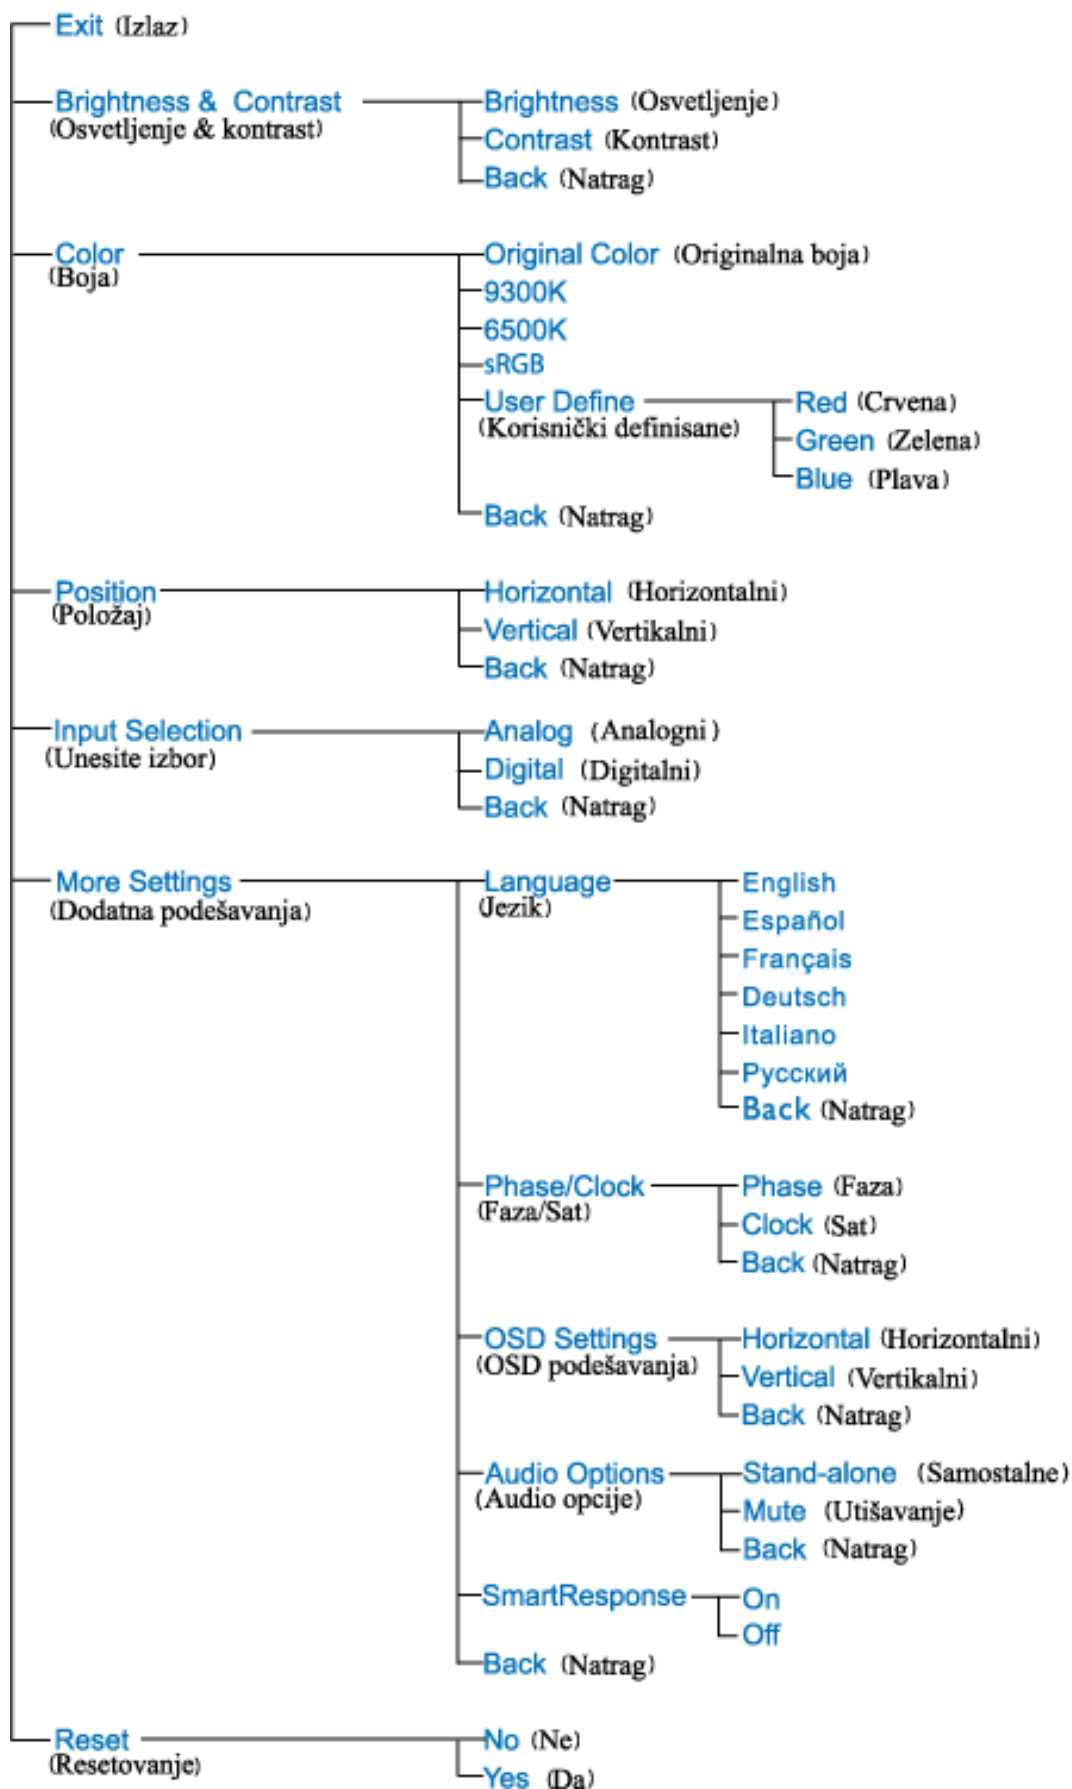 Exit (Izlaz)
Brightness & Contrast
(Osvetljenje & kontrast)
Brightness (Osvetljenje)
Contrast (Kontrast)
Back (Natrag)
Color
(Boja)
Original Color (Originalna boja)
9300K
6500K
sRGB
User Define
(Korisnički definisane)
Red (Crvena)
Green (Zelena)
Blue (Plava)
Back (Natrag)
Position
(Položaj)
Horizontal (Horizontalni)
Vertical (Vertikalni)
Back (Natrag)
Input Selection
(Unesite izbor)
Analog (Analogni)
Digital (Digitalni)
Back (Natrag)
More Settings
(Dodatna podešavanja)
Language
(Jezik)
English
Español
Français
Deutsch
Italiano
Русский
Back (Natrag)
Phase/Clock
(Faza/Sat)
Phase (Faza)
Clock (Sat)
Back (Natrag)
OSD Settings
(OSD podešavanja)
Horizontal (Horizontalni)
Vertical (Vertikalni)
Back (Natrag)
Audio Options
(Audio opcije)
Stand-alone (Samostalne)
Mute (Utišavanje)
Back (Natrag)
SmartResponse
On
Off
Back (Natrag)
Reset
(Resetovanje)
No (Ne)
Yes (Da)